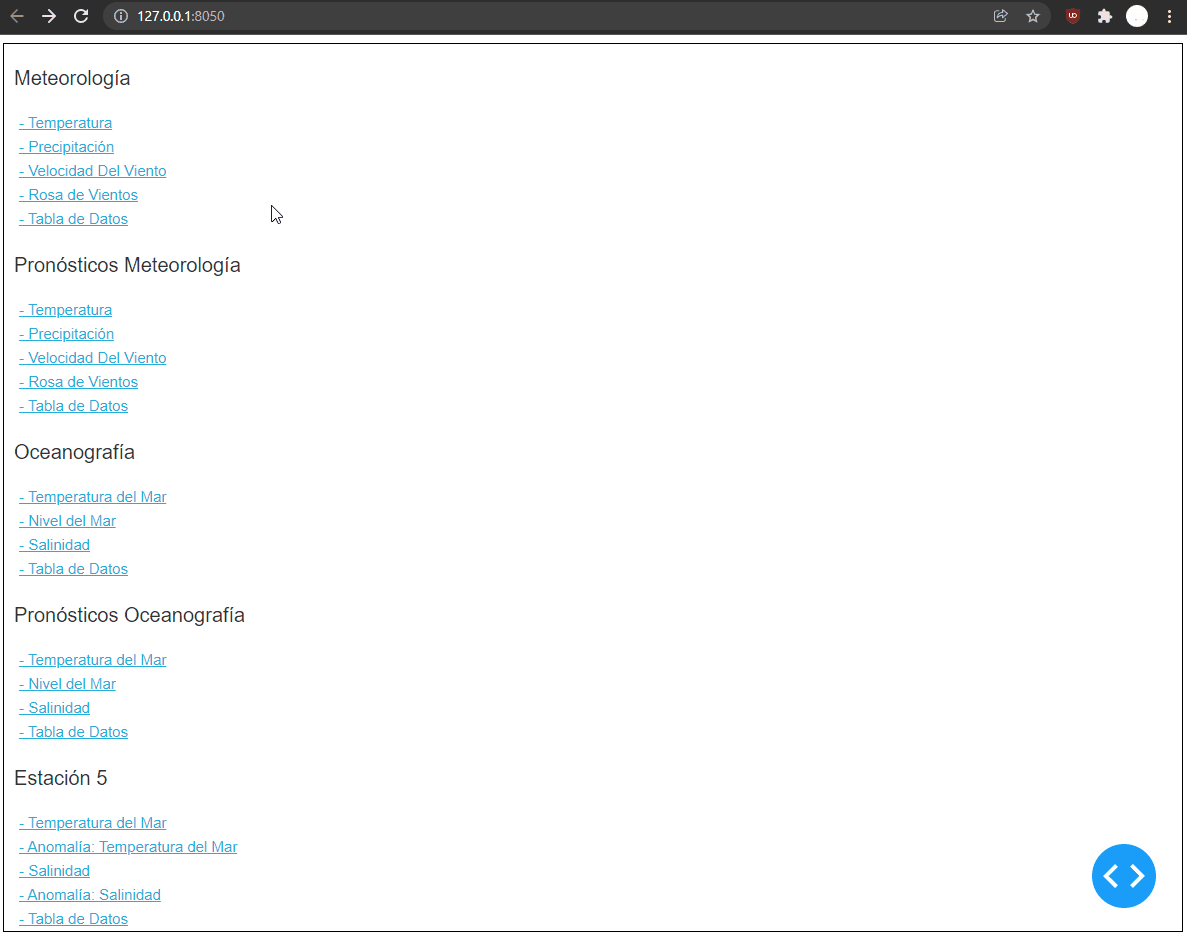 127.0.0.1:8050
Meteorología
- Temperatura
- Precipitación
- Velocidad Del Viento
- Rosa de Vientos
- Tabla de Datos
Pronósticos Meteorología
- Temperatura
- Precipitación
- Velocidad Del Viento
- Rosa de Vientos
- Tabla de Datos
Oceanografía
- Temperatura del Mar
- Nivel del Mar
- Salinidad
- Tabla de Datos
Pronósticos Oceanografía
- Temperatura del Mar
- Nivel del Mar
- Salinidad
- Tabla de Datos
Estación 5
- Temperatura del Mar
- Anomalía: Temperatura del Mar
- Salinidad
- Anomalía: Salinidad
- Tabla de Datos